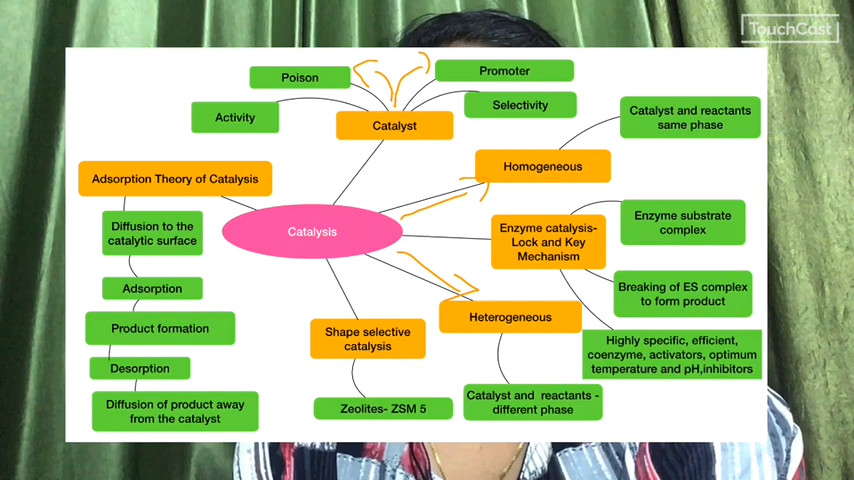 TouchCast
Poison
Promoter
Activity
Selectivity
Catalyst
Catalyst and reactants
same phase
Homogeneous
Adsorption Theory of Catalysis
Diffusion to the
catalytic surface
Catalysis
Enzyme catalysis-
Lock and Key
Mechanism
Enzyme substrate
complex
Adsorption
Breaking of ES complex
to form product
Product formation
Heterogeneous
Shape selective
catalysis
Highly specific, efficient,
coenzyme, activators, optimum
temperature and pH,inhibitors
Desorption
Zeolites- ZSM 5
Catalyst and reactants -
different phase
Diffusion of product away
from the catalyst